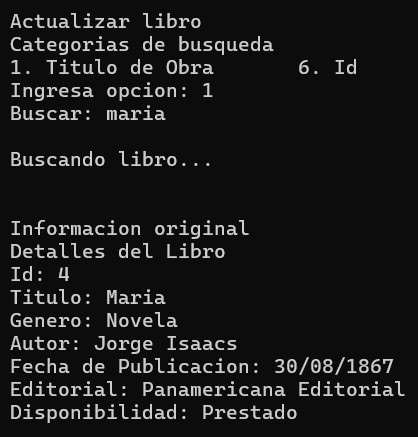 Actualizar libro
Categorias de busqueda
1. Titulo de Obra       6. Id
Ingresa opcion: 1
Buscar: maria
Buscando libro...
Informacion original
Detalles del Libro
Id: 4
Titulo: Maria
Genero: Novela
Autor: Jorge Isaacs
Fecha de Publicacion: 30/08/1867
Editorial: Panamericana Editorial
Disponibilidad: Prestado